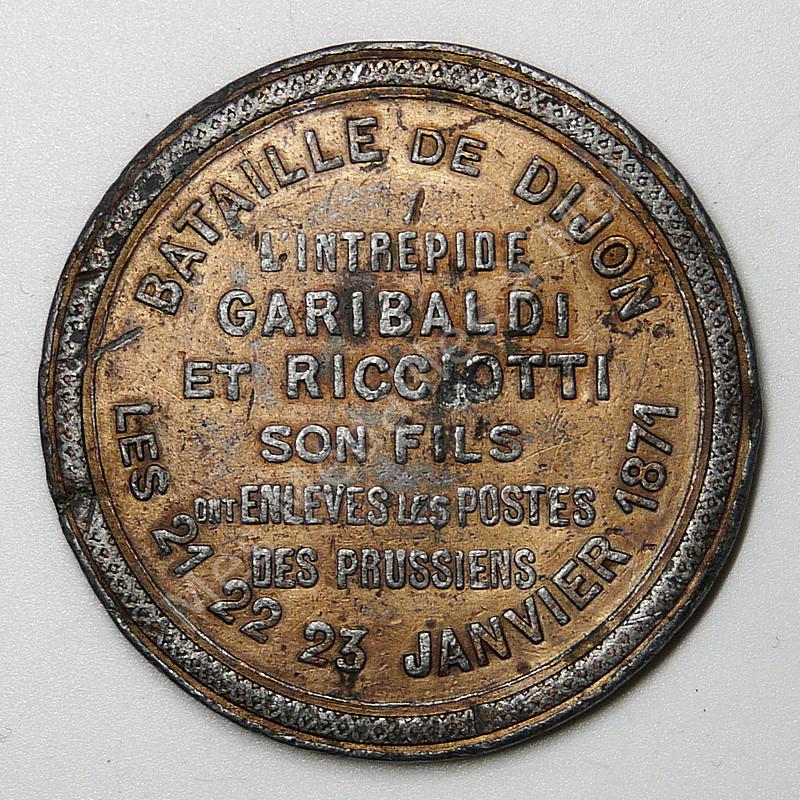 BATAILLE DE DIJON
L'INTREPIDE
GARIBALDI
ET RICCIOTTI
SON FILS
ONT ENLEVES LES POSTES
DES PRUSSIENS
LES 21 22 23 JANVIER 1871